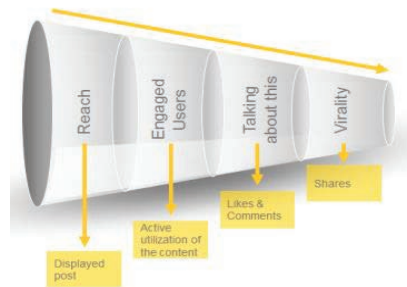 Reach
Engaged
Users
Talking
about this
Virality
Displayed
post
Active
utilization of
the content
Likes &
Comments
Shares